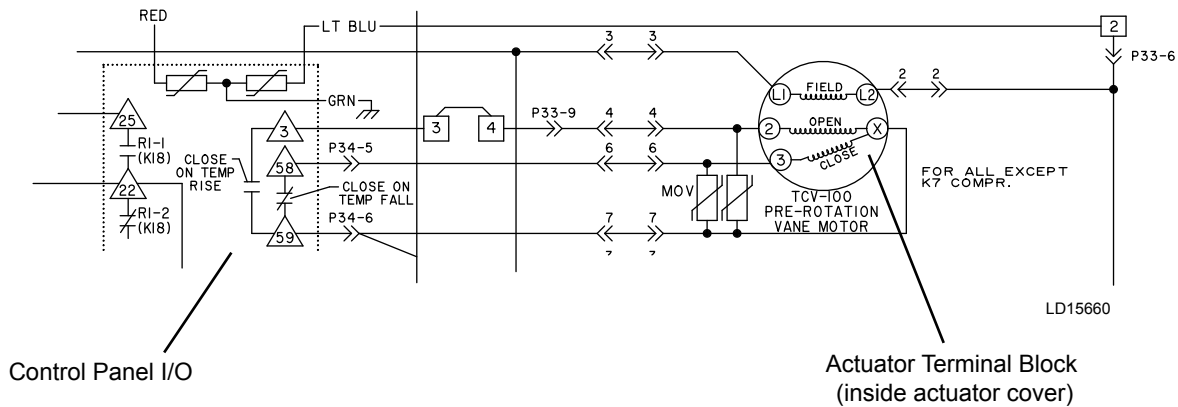 RED
LT BLU
3 3
2
P33-6
FIELD
L1
L2
2 2
GRN
25
3
3
4
P33-9
4 4
2
OPEN
X
R1-1
(K18)
CLOSE
ON TEMP
RISE
58
P34-5
6 6
3
CLOSE
22
CLOSE ON
TEMP FALL
MOV
FOR ALL EXCEPT
K7 COMPR.
R1-2
(K18)
59
P34-6
7 7
TCV-100
PRE-ROTATION
VANE MOTOR
LD15660
Control Panel I/O
Actuator Terminal Block
(inside actuator cover)